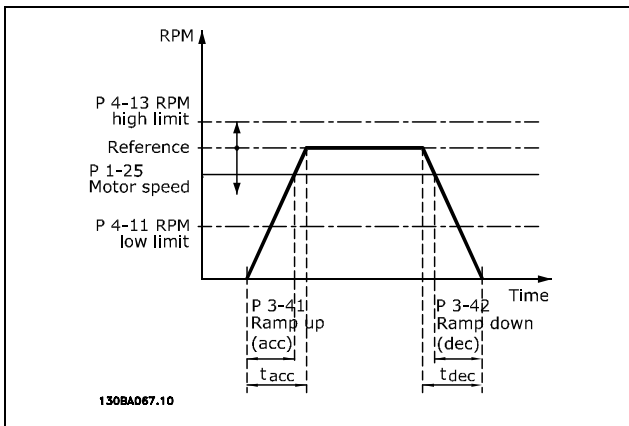 RPM
P 4-13 RPM
high limit
Reference
P 1-25
Motor speed
P 4-11 RPM
low limit
Time
P 3-41
Ramp up
(acc)
P 3-42
Ramp down
(dec)
tacc
tdec
130BA067.10